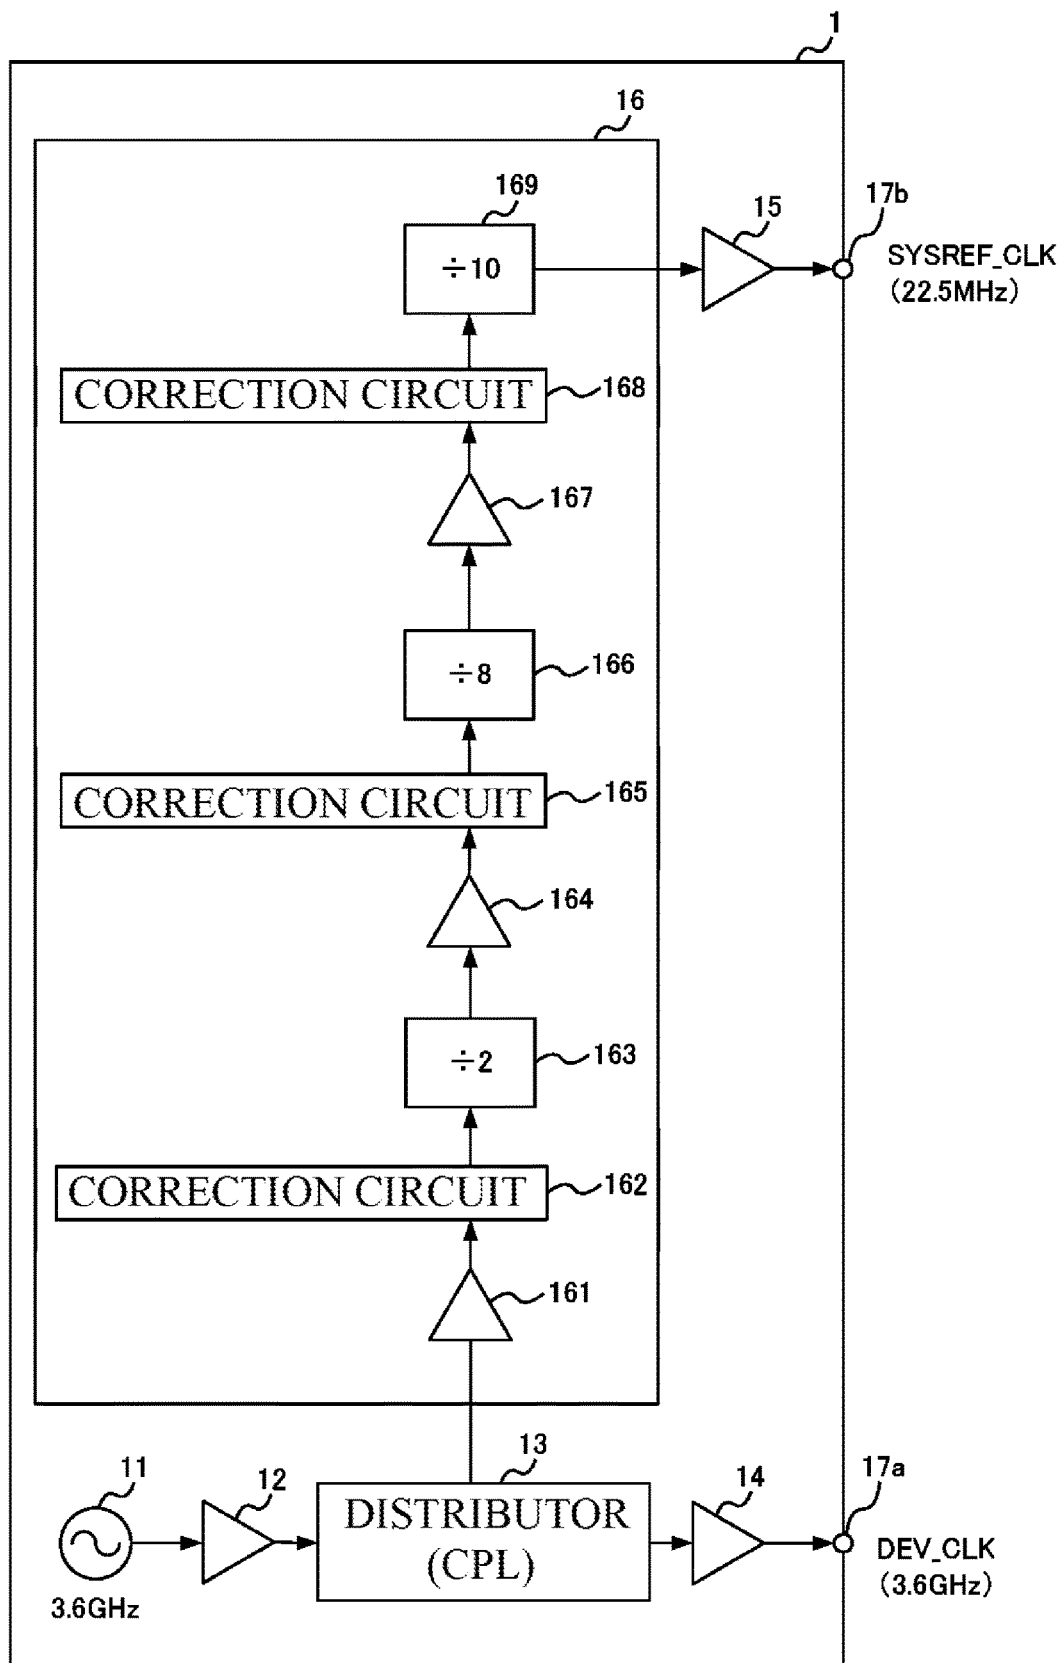 1
16
169
÷10
15
17b
SYSREF_CLK
(22.5MHz)
CORRECTION CIRCUIT
168
167
÷8
166
CORRECTION CIRCUIT
165
164
÷2
163
CORRECTION CIRCUIT
162
161
11
12
13
14
17a
DISTRIBUTOR
(CPL)
3.6GHz
DEV_CLK
(3.6GHz)